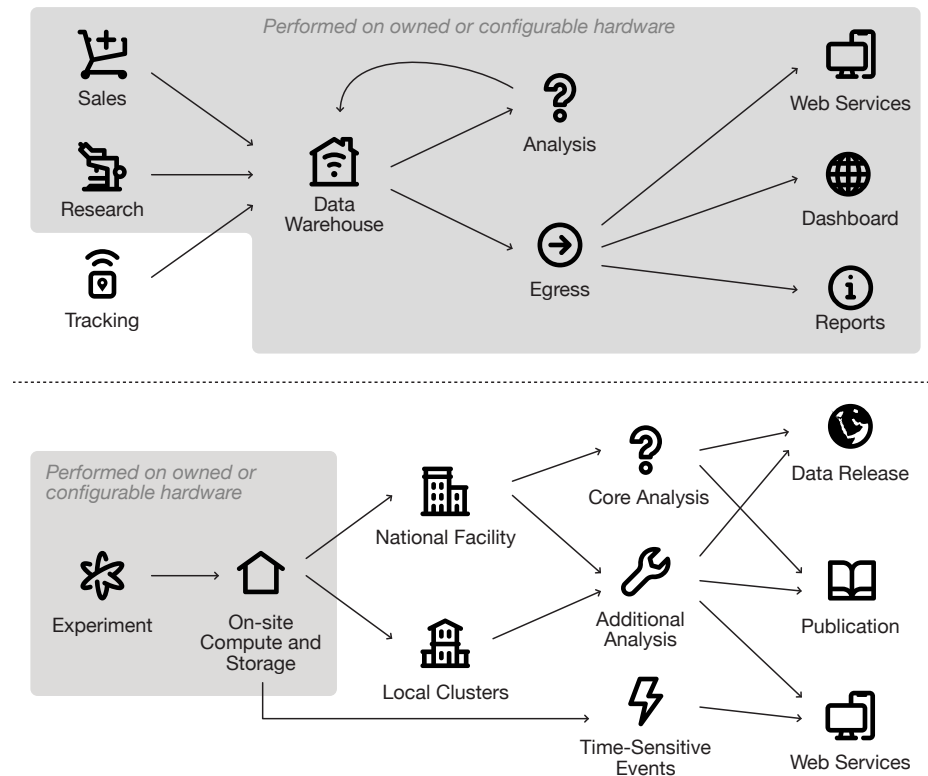 Performed on owned or configurable hardware
Sales
Research
Tracking
Data
Warehouse
Analysis
Egress
Web Services
Dashboard
Reports
Performed on owned or
configurable hardware
Experiment
On-site
Compute and
Storage
National Facility
Local Clusters
Core Analysis
Additional
Analysis
Time-Sensitive
Events
Data Release
Publication
Web Services